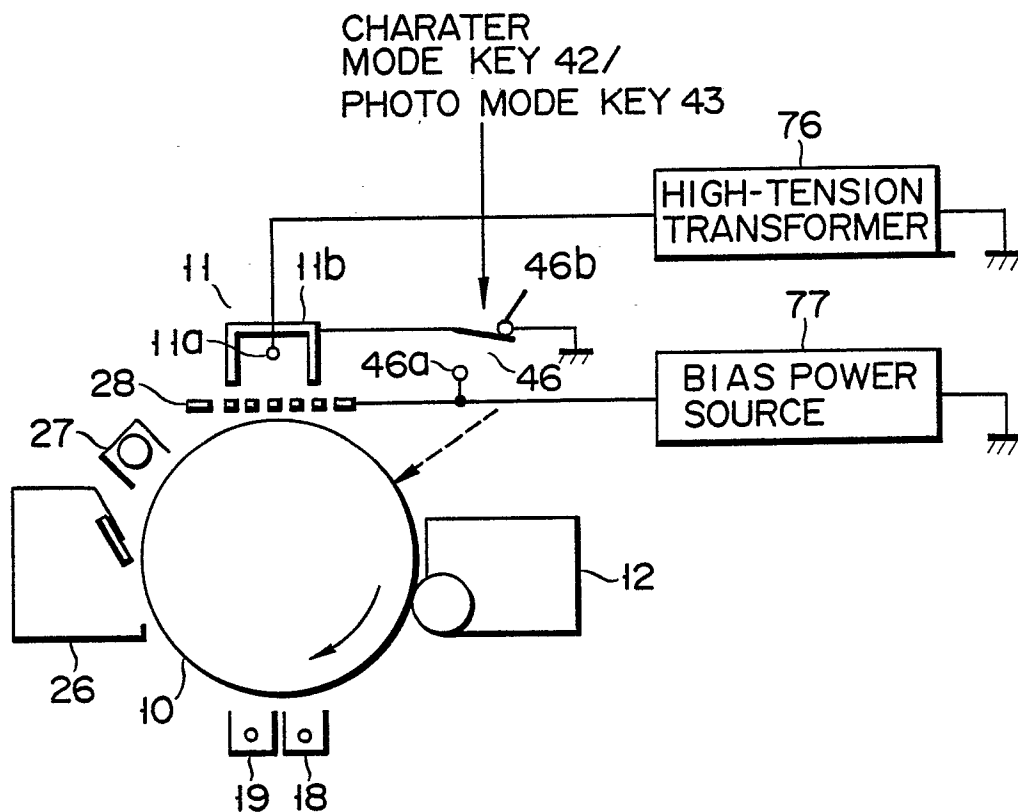 CHARATER
MODE KEY 42/
PHOTO MODE KEY 43
76
HIGH-TENSION
TRANSFORMER
11
11b
46b
11a
46a
46
77
BIAS POWER
SOURCE
28
27
12
26
10
19
18